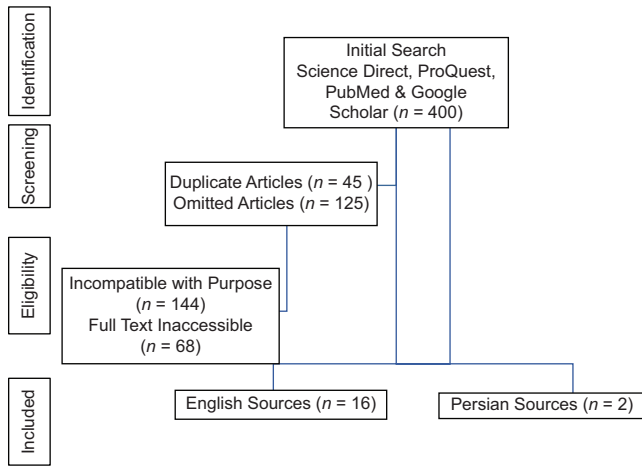 Identification
Initial Search
Science Direct, ProQuest,
PubMed & Google
Scholar (n = 400)
Screening
Duplicate Articles (n = 45 )
Omitted Articles (n = 125)
Eligibility
Incompatible with Purpose
(n = 144)
Full Text Inaccessible
(n = 68)
Included
English Sources (n = 16)
Persian Sources (n = 2)